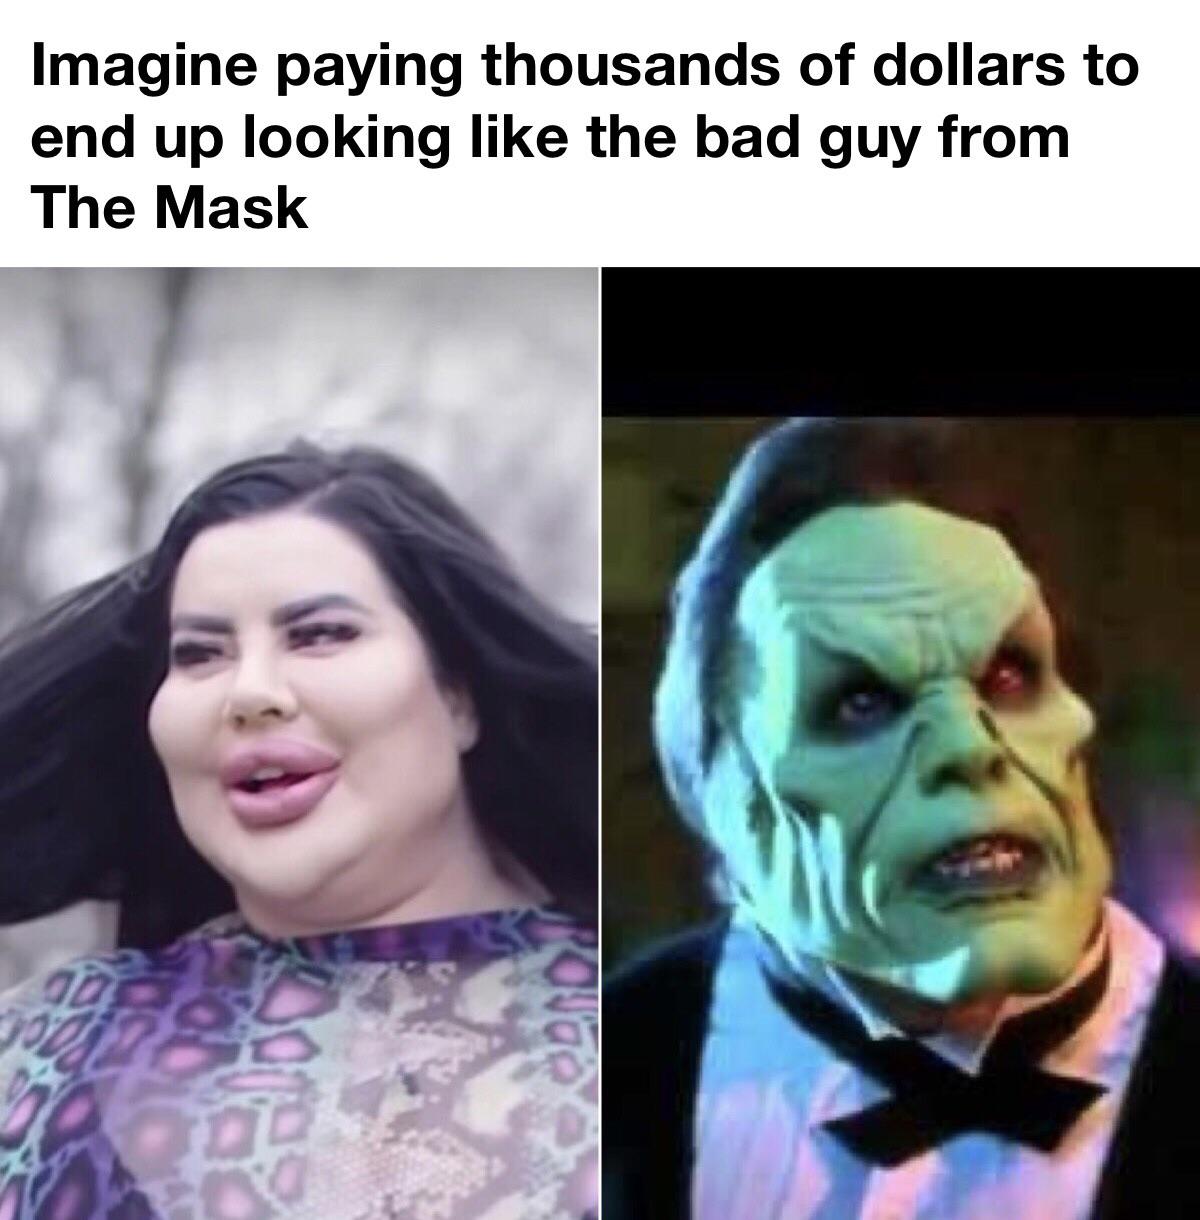 Imagine paying thousands of dollars to
end up looking like the bad guy from
The Mask